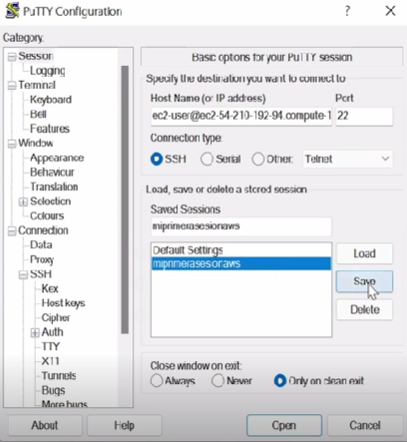 PuTTY Configuration
?
X
Category:
Session
Logging
Terminal
Keyboard
Bell
Features
Window
Appearance
Behaviour
Translation
Selection
Colours
Connection
Data
Proxy
SSH
Kex
Host keys
Cipher
Auth
TTY
X11
Tunnels
Bugs
More bugs
Basic options for your PuTTY session
Specify the destination you want to connect to
Host Name (or IP address) Port
ec2-user@ec2-54-210-192-94.compute-1 22
Connection type:
SSH Serial Other: Telnet
Load, save or delete a stored session
Saved Sessions
miprimerasesionaws
Default Settings
miprimerasesionaws
Load
Save
Delete
Close window on exit:
Always Never Only on clean exit
About Help Open Cancel